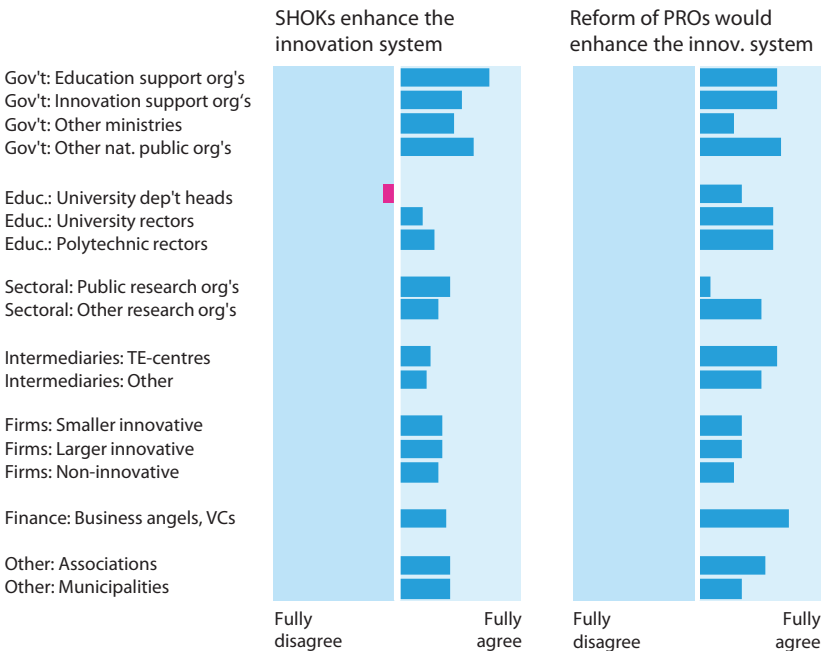 SHOKs enhance the
innovation system
Reform of PROs would
enhance the innov. system
Gov't: Education support org's
Gov't: Innovation support org‘s
Gov't: Other ministries
Gov't: Other nat. public org's
Educ.: University dep't heads
Educ.: University rectors
Educ.: Polytechnic rectors
Sectoral: Public research org's
Sectoral: Other research org's
Intermediaries: TE-centres
Intermediaries: Other
Firms: Smaller innovative
Firms: Larger innovative
Firms: Non-innovative
Finance: Business angels, VCs
Other: Associations
Other: Municipalities
Fully
disagree
Fully
agree
Fully
disagree
Fully
agree